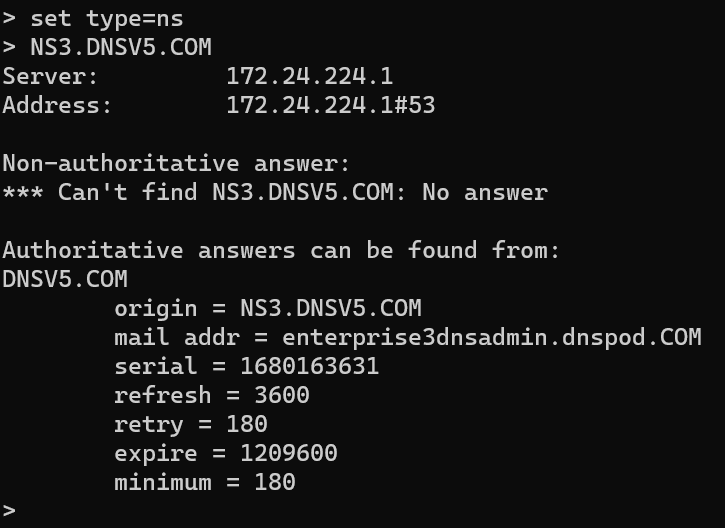 > set type=ns
> NS3.DNSV5.COM
Server:		172.24.224.1
Address:	172.24.224.1#53

Non-authoritative answer:
*** Can't find NS3.DNSV5.COM: No answer

Authoritative answers can be found from:
DNSV5.COM
	origin = NS3.DNSV5.COM
	mail addr = enterprise3dnsadmin.dnspod.COM
	serial = 1680163631
	refresh = 3600
	retry = 180
	expire = 1209600
	minimum = 180
>